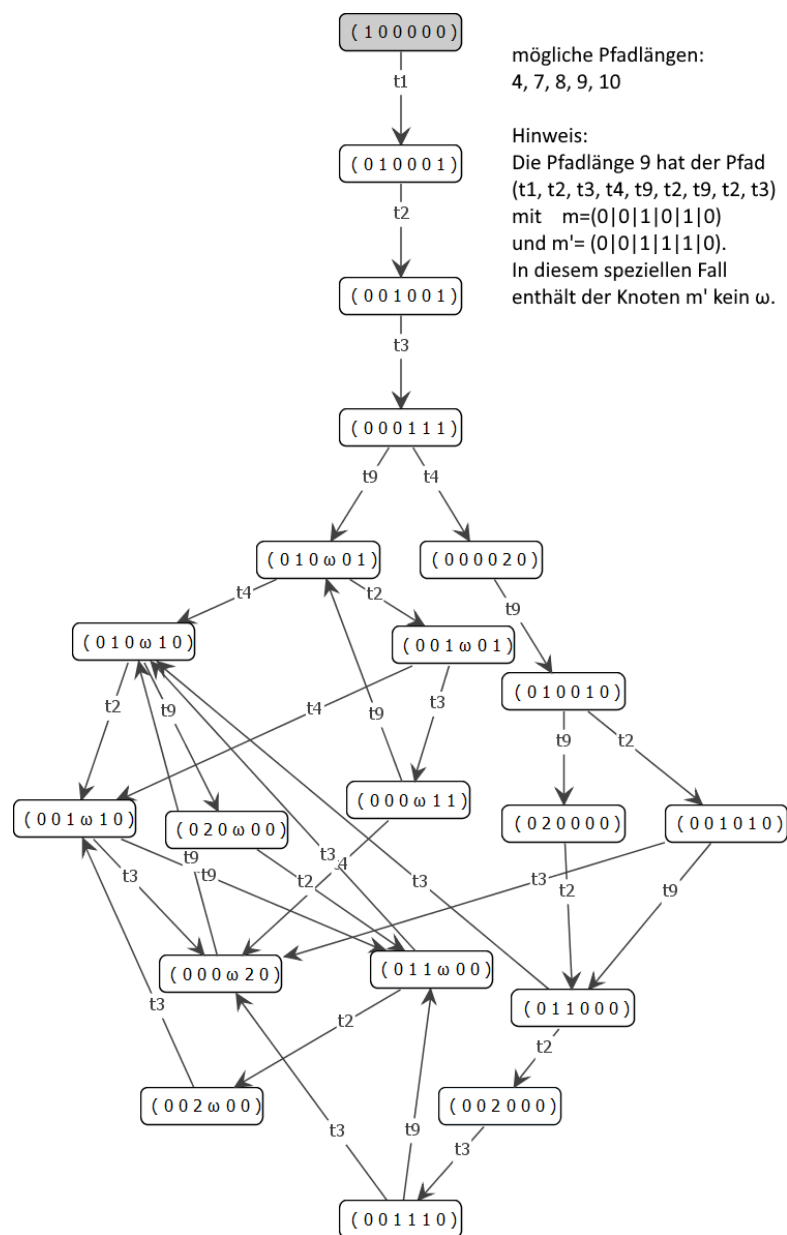 ( 1 0 0 0 0 0 )
mögliche Pfadlängen:
4, 7, 8, 9, 10
t1
Hinweis:
Die Pfadlänge 9 hat der Pfad
(t1, t2, t3, t4, t9, t2, t9, t2, t3)
mit m=(0|0|1|0|1|0)
und m'= (0|0|1|1|1|0).
In diesem speziellen Fall
enthält der Knoten m' kein ω.
( 0 1 0 0 0 1 )
t2
( 0 0 1 0 0 1 )
t3
( 0 0 0 1 1 1 )
t9
t4
( 0 1 0 ω 0 1 )
( 0 0 0 0 2 0 )
t4
t2
t9
( 0 1 0 ω 1 0 )
( 0 0 1 ω 0 1 )
( 0 1 0 0 1 0 )
t2
t9
t4
t3
t9
t9
t2
( 0 0 1 ω 1 0 )
( 0 2 0 ω 0 0 )
( 0 0 0 ω 1 1 )
( 0 2 0 0 0 0 )
( 0 0 1 0 1 0 )
t3
t9
t9
t2
t3
4
t3
t2
t3
t9
( 0 0 0 ω 2 0 )
( 0 1 1 ω 0 0 )
( 0 1 1 0 0 0 )
t3
t2
t2
( 0 0 2 ω 0 0 )
( 0 0 2 0 0 0 )
t3
t9
t3
( 0 0 1 1 1 0 )